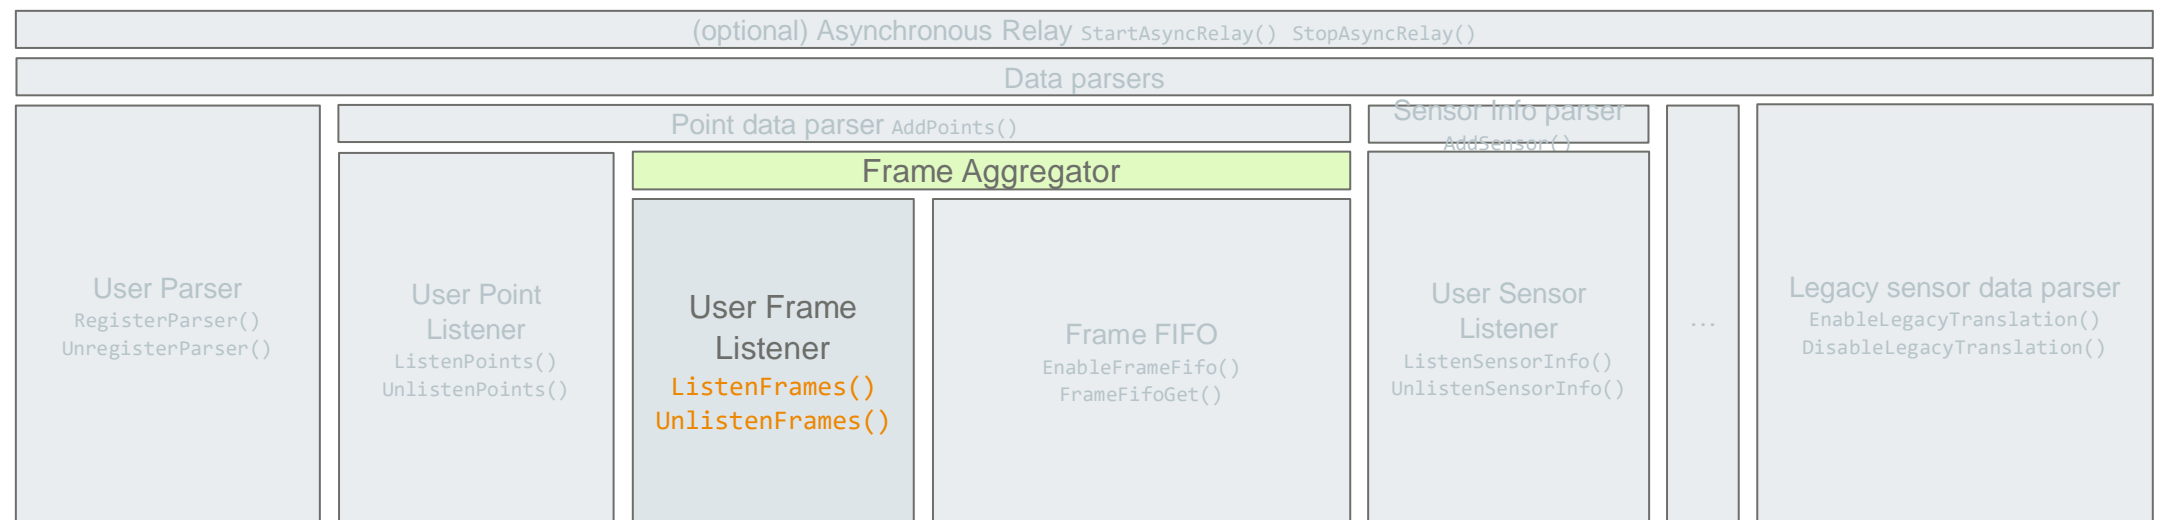 (optional) Asynchronous Relay StartAsyncRelay() StopAsyncRelay()
Data parsers
Point data parser AddPoints()
Sensor Info parser
AddSensor()
Frame Aggregator
User Parser
RegisterParser()
UnregisterParser()
User Point
Listener
ListenPoints()
UnlistenPoints()
User Frame
Listener
ListenFrames()
UnlistenFrames()
Frame FIFO
EnableFrameFifo()
FrameFifoGet()
User Sensor
Listener
ListenSensorInfo()
UnlistenSensorInfo()
...
Legacy sensor data parser
EnableLegacyTranslation()
DisableLegacyTranslation()